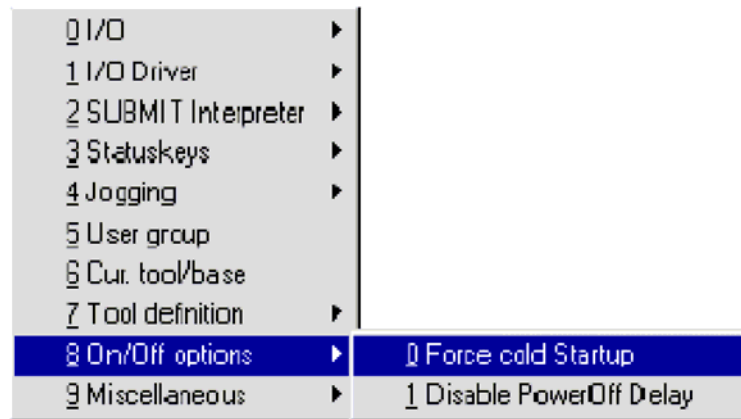 0 I/O
1 I/O Driver
2 SUBMIT Interpreter
3 Statuskeys
4 Jogging
5 User group
6 Cur. tool/base
7 Tool definition
8 On/Off options
0 Force cold Startup
9 Miscellaneous
1 Disable PowerOff Delay